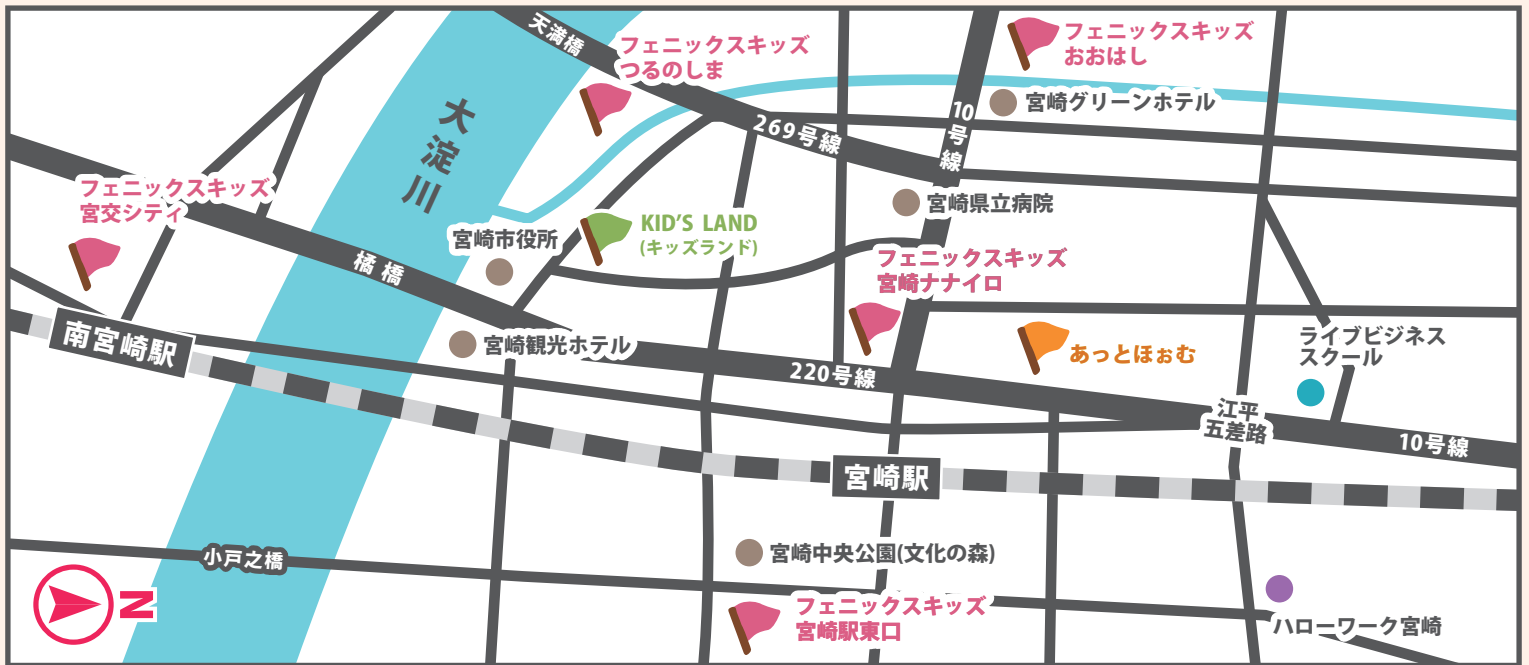 天満橋
フェニックスキッズ
つるのしま
フェニックスキッズ
おおはし
宮崎グリーンホテル
大淀川
269号線
10号線
フェニックスキッズ
宮交シティ
宮崎県立病院
宮崎市役所
KID'S LAND
(キッズランド)
橘橋
フェニックスキッズ
宮崎ナナイロ
南宮崎駅
宮崎観光ホテル
あっとほぉむ
ライブビジネス
スクール
220号線
江平
五差路
10号線
宮崎駅
小戸之橋
宮崎中央公園(文化の森)
フェニックスキッズ
宮崎駅東口
ハローワーク宮崎
N